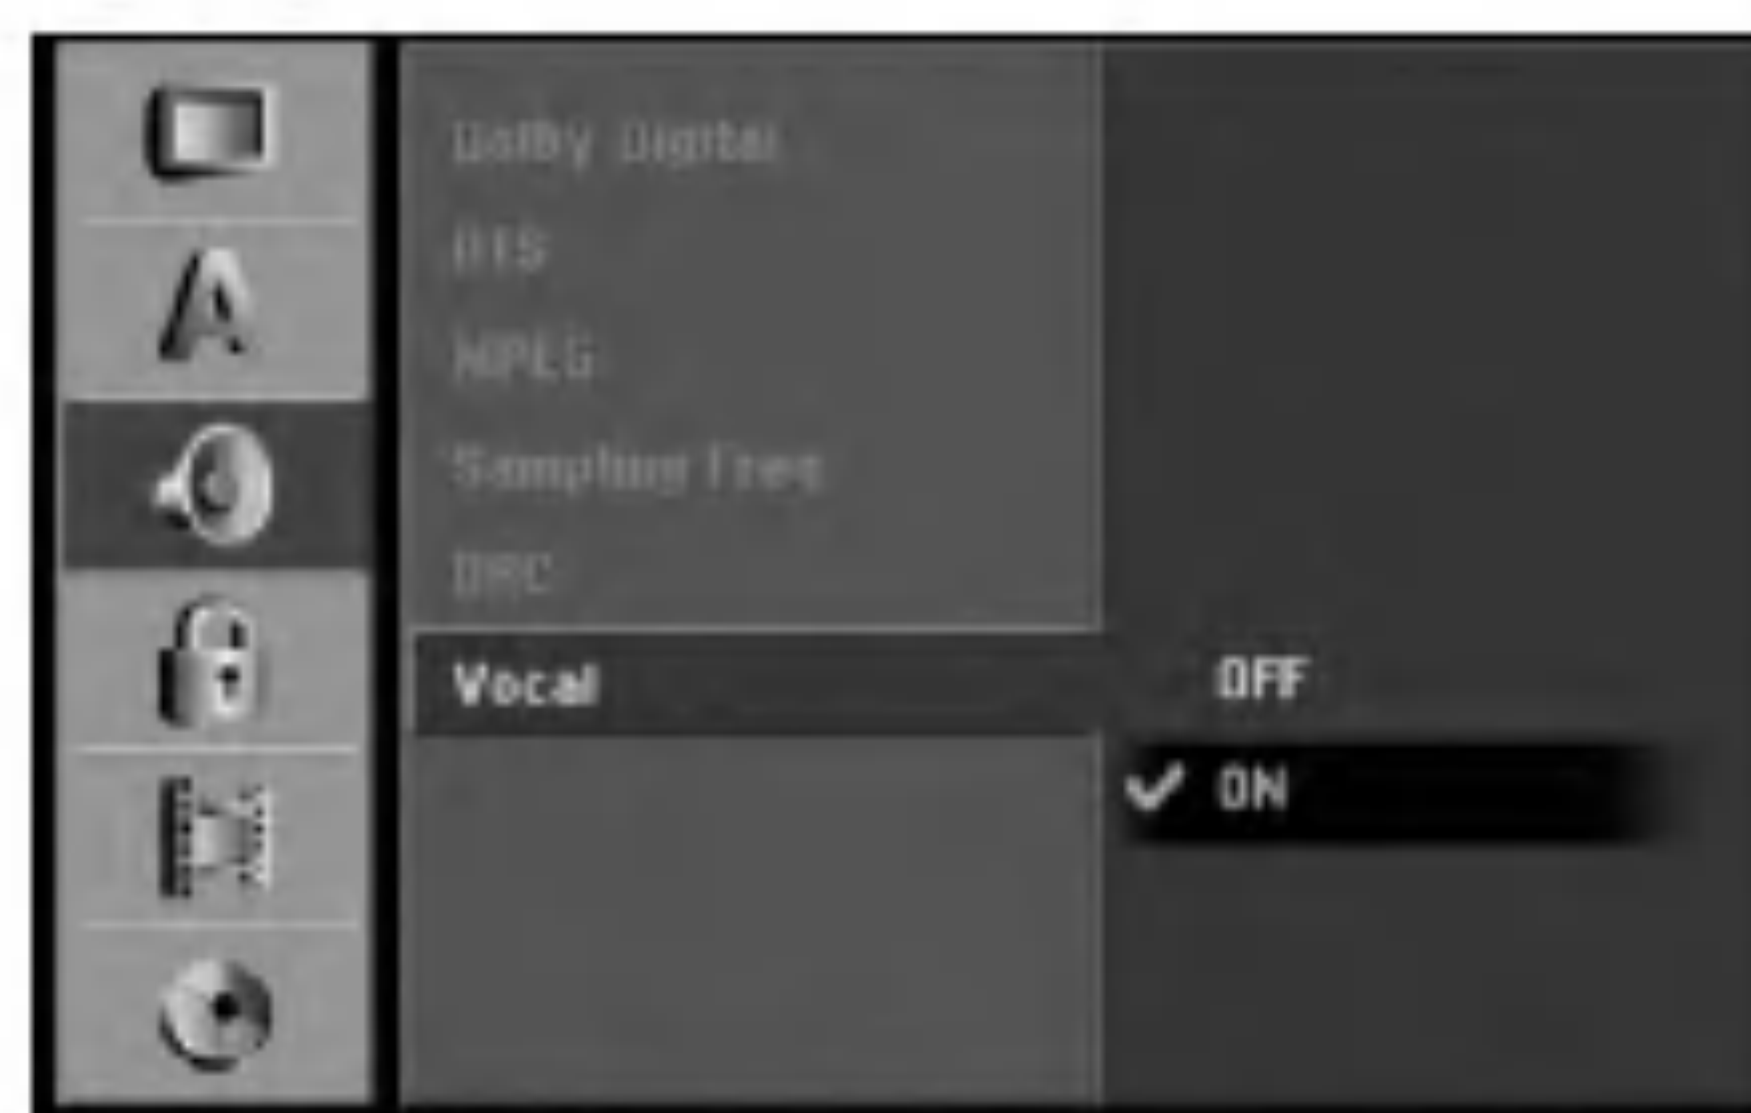 Dolby Digital
DTS
MPEG
Sampling Freq
DRC
Vocal
OFF
ON